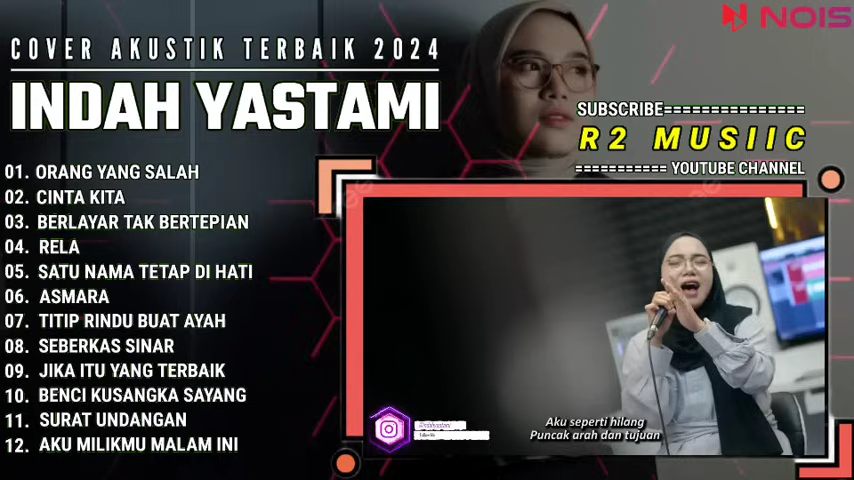 COVER AKUSTIK TERBAIK 2024
INDAH YASTAMI
NOIS
SUBSCRIBE================
R2 MUSIIC
=========== YOUTUBE CHANNEL
01. ORANG YANG SALAH
02. CINTA KITA
03. BERLAYAR TAK BERTEPIAN
04. RELA
05. SATU NAMA TETAP DI HATI
06. ASMARA
07. TITIP RINDU BUAT AYAH
08. SEBERKAS SINAR
09. JIKA ITU YANG TERBAIK
10. BENCI KUSANGKA SAYANG
11. SURAT UNDANGAN
12. AKU MILIKMU MALAM INI
Aku seperti hilang
Puncak arah dan tujuan